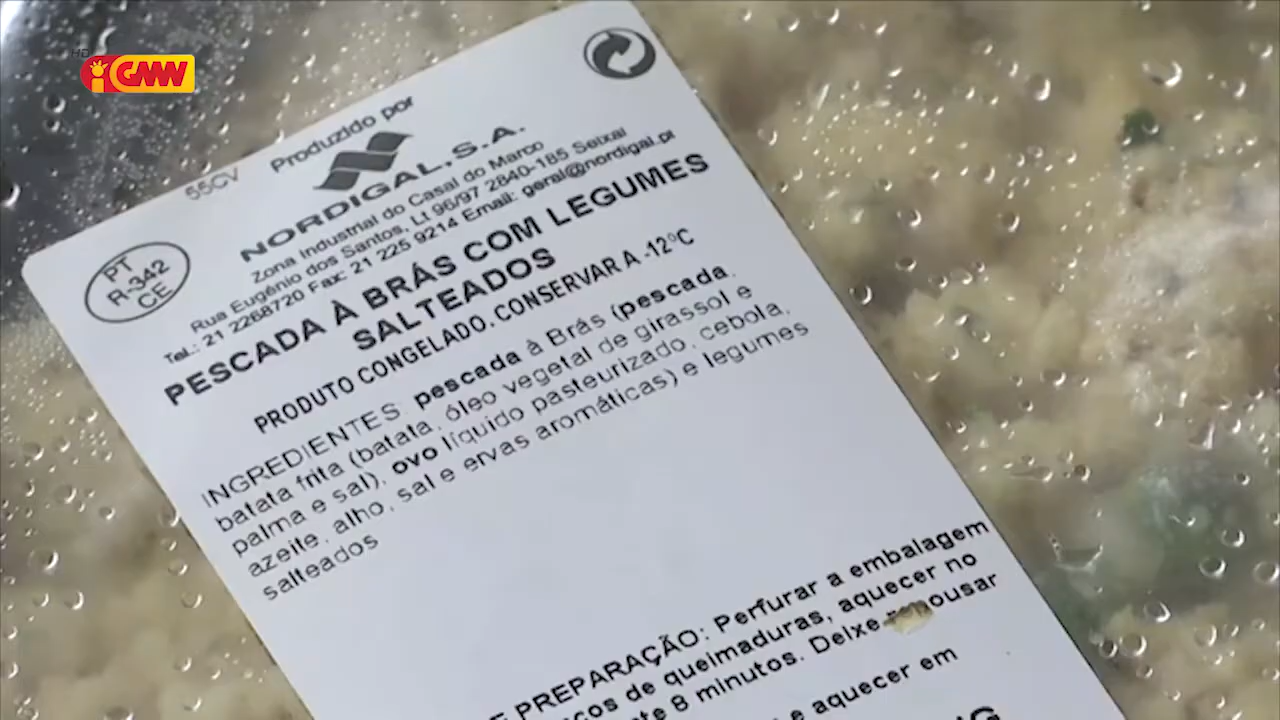 HD
iGMW
55CV
Produzido por
NORDIGAL.S.A.
Zona Industrial do Casal do Marco
Rua Eugénio dos Santos, Lt 96/97 2840-185 Seixal
Tel.: 21 2268720 Fax: 21 225 9214 Email: geral@nordigal.pt
PT
R-342
CE
PESCADA À BRÁS COM LEGUMES
SALTEADOS
PRODUTO CONGELADO. CONSERVAR A -12°C
INGREDIENTES: pescada à Brás (pescada,
batata frita (batata, óleo vegetal de girassol e
palma e sal), ovo líquido pasteurizado, cebola,
azeite, alho, sal e ervas aromáticas) e legumes
salteados
E PREPARAÇÃO: Perfurar a embalagem
de queimaduras, aquecer no
8 minutos. Deixe
e aquecer em